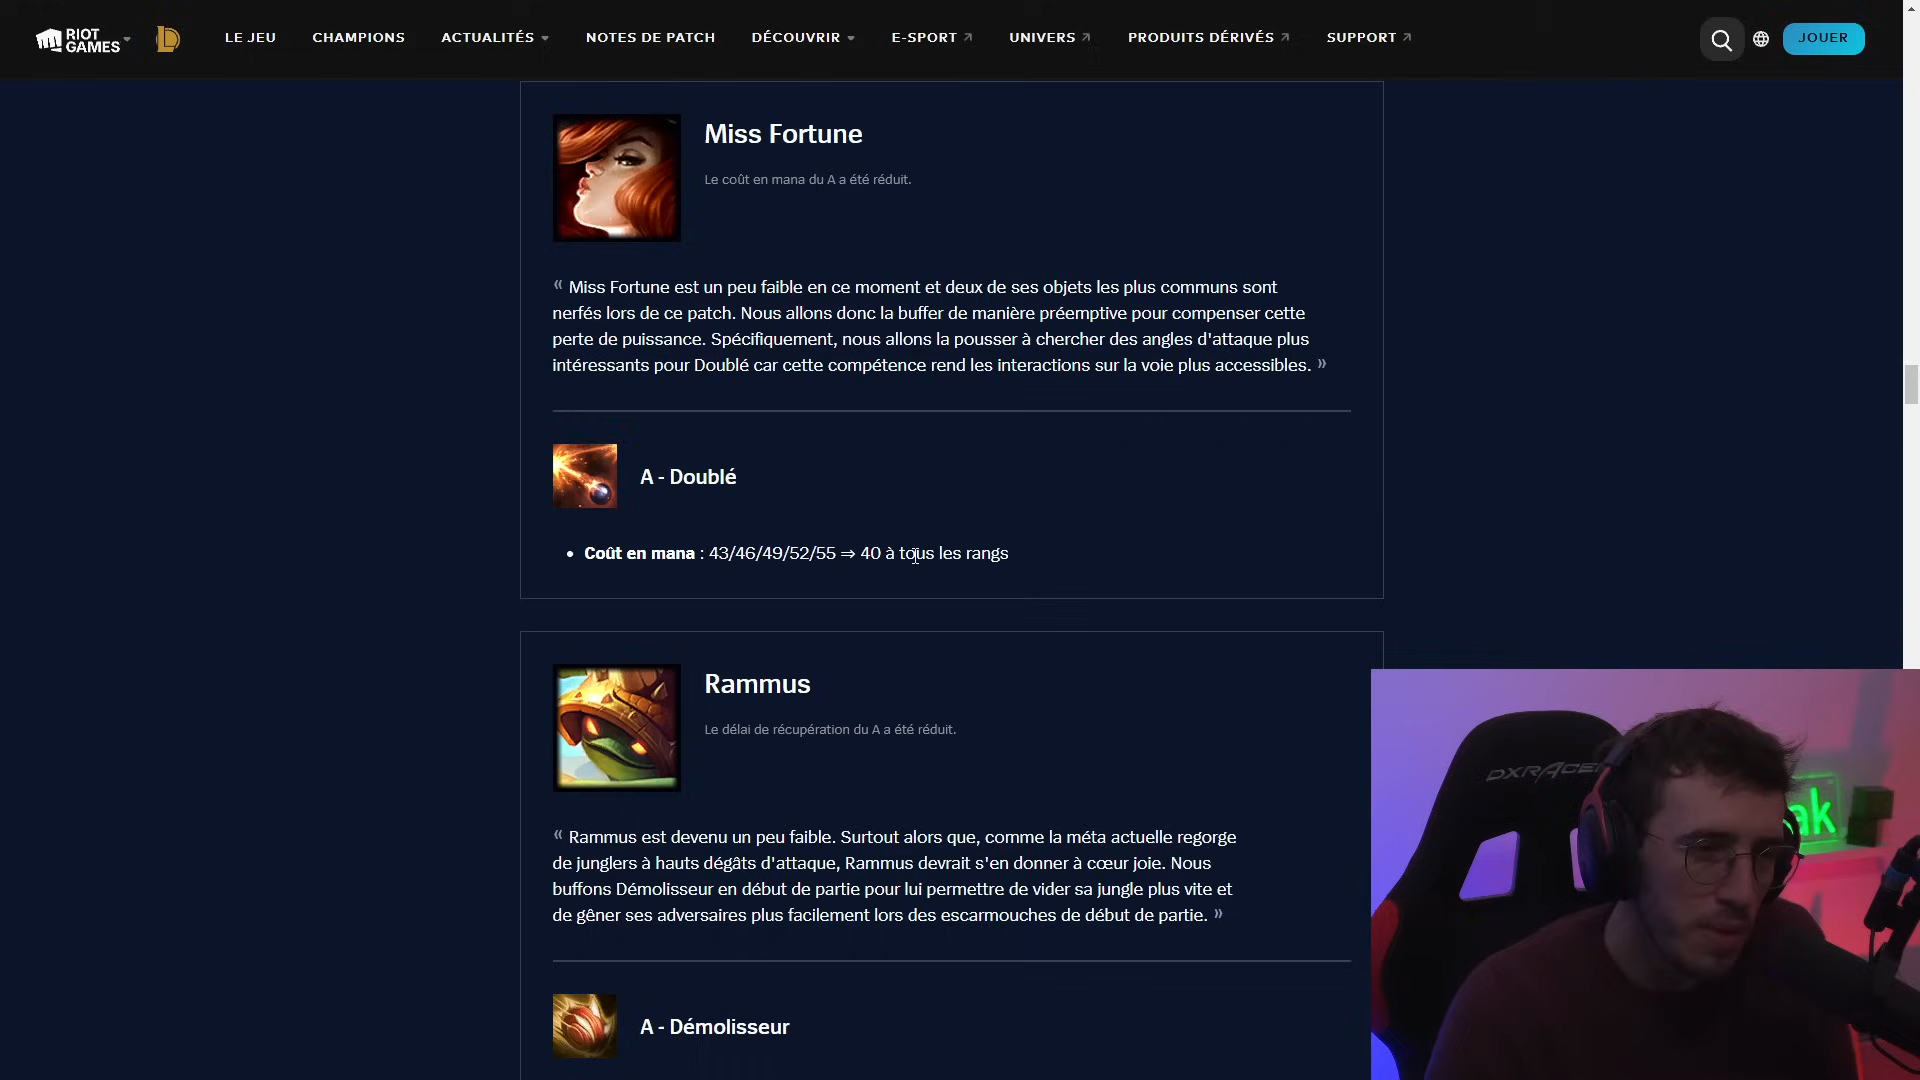 RIOT GAMES
LE JEU
CHAMPIONS
ACTUALITÉS
NOTES DE PATCH
DÉCOUVRIR
E-SPORT
UNIVERS
PRODUITS DÉRIVÉS
SUPPORT
JOUER
Miss Fortune
Le coût en mana du A a été réduit.
« Miss Fortune est un peu faible en ce moment et deux de ses objets les plus communs sont
nerfés lors de ce patch. Nous allons donc la buffer de manière préemptive pour compenser cette
perte de puissance. Spécifiquement, nous allons la pousser à chercher des angles d'attaque plus
intéressants pour Doublé car cette compétence rend les interactions sur la voie plus accessibles. »
A - Doublé
• Coût en mana : 43/46/49/52/55 ⇒ 40 à tous les rangs
Rammus
Le délai de récupération du A a été réduit.
« Rammus est devenu un peu faible. Surtout alors que, comme la méta actuelle regorge
de junglers à hauts dégâts d'attaque, Rammus devrait s'en donner à cœur joie. Nous
buffons Démolisseur en début de partie pour lui permettre de vider sa jungle plus vite et
de gêner ses adversaires plus facilement lors des escarmouches de début de partie. »
A - Démolisseur
DXRACER